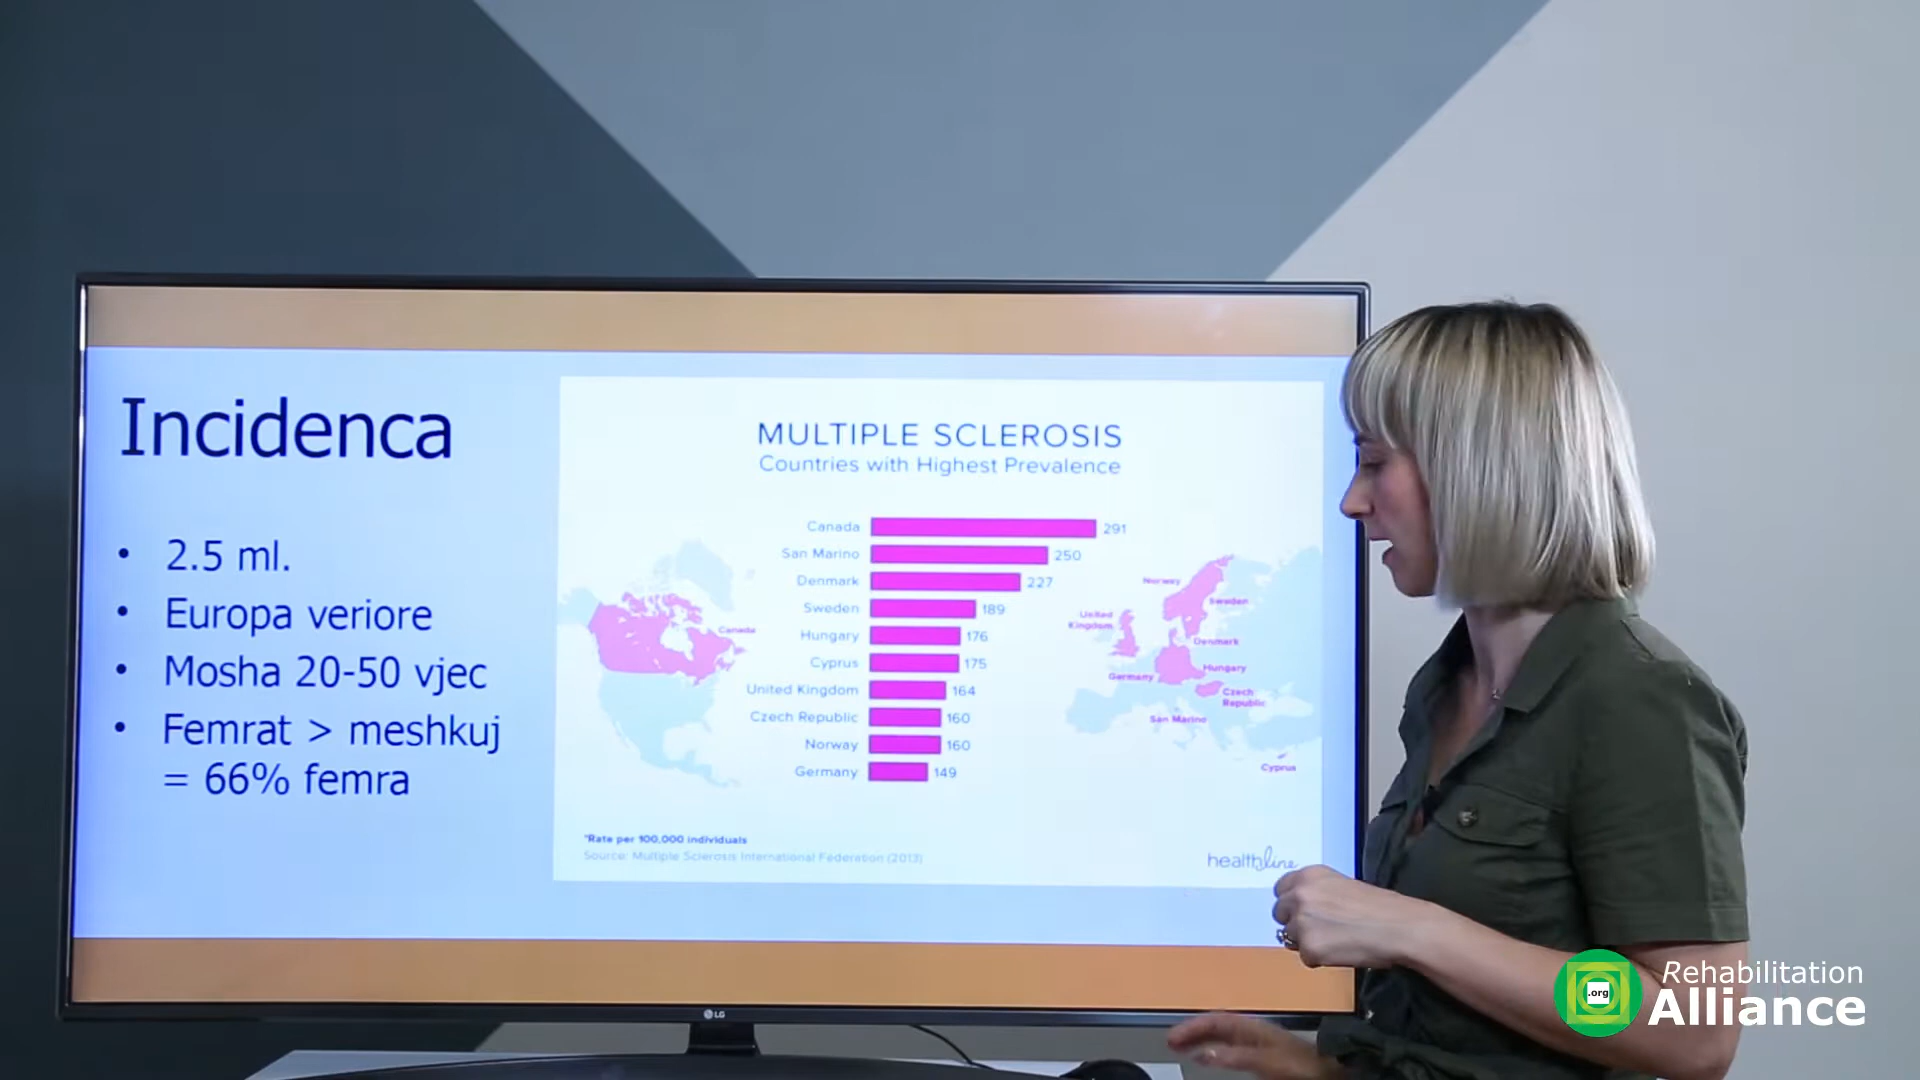 Incidenca
• 2.5 ml.
• Europa veriore
• Mosha 20-50 vjec
• Femrat > meshkuj
= 66% femra
MULTIPLE SCLEROSIS
Countries with Highest Prevalence
Canada 291
San Marino 250
Denmark 227
Sweden 189
Hungary 176
Cyprus 175
United Kingdom 164
Czech Republic 160
Norway 160
Germany 149
Canada
Norway
Sweden
United
Kingdom
Denmark
Hungary
Germany
Czech
Republic
San Marino
Cyprus
*Rate per 100,000 individuals
Source: Multiple Sclerosis International Federation (2013)
healthline
LG
.org
Rehabilitation
Alliance